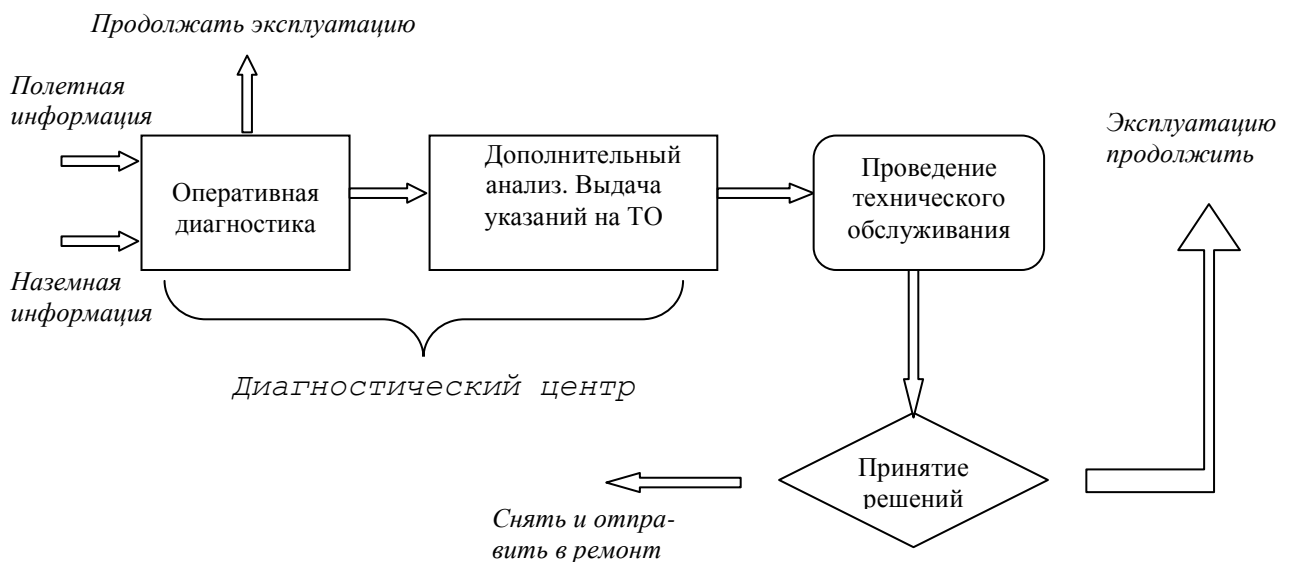 Продолжать эксплуатацию
Полетная
информация
Наземная
информация
Оперативная
диагностика
Дополнительный
анализ. Выдача
указаний на ТО
Проведение
технического
обслуживания
Эксплуатацию
продолжить
Диагностический центр
Принятие
решений
Снять и отпра-
вить в ремонт